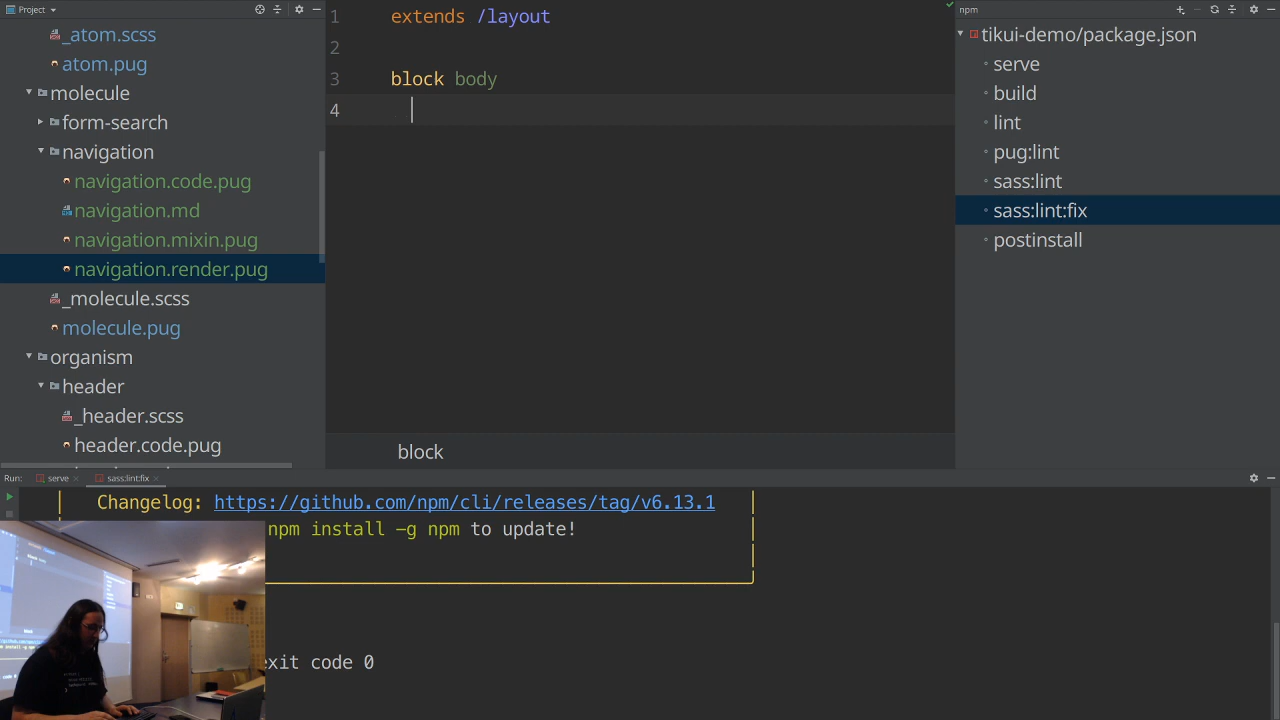 Project
_atom.scss
atom.pug
molecule
form-search
navigation
navigation.code.pug
navigation.md
navigation.mixin.pug
navigation.render.pug
_molecule.scss
molecule.pug
organism
header
_header.scss
header.code.pug
1 extends /layout
2
3 block body
4
block
npm
tikui-demo/package.json
serve
build
lint
pug:lint
sass:lint
sass:lint:fix
postinstall
Run: serve sass:lint:fix
Changelog: https://github.com/npm/cli/releases/tag/v6.13.1
npm install -g npm to update!
exit code 0